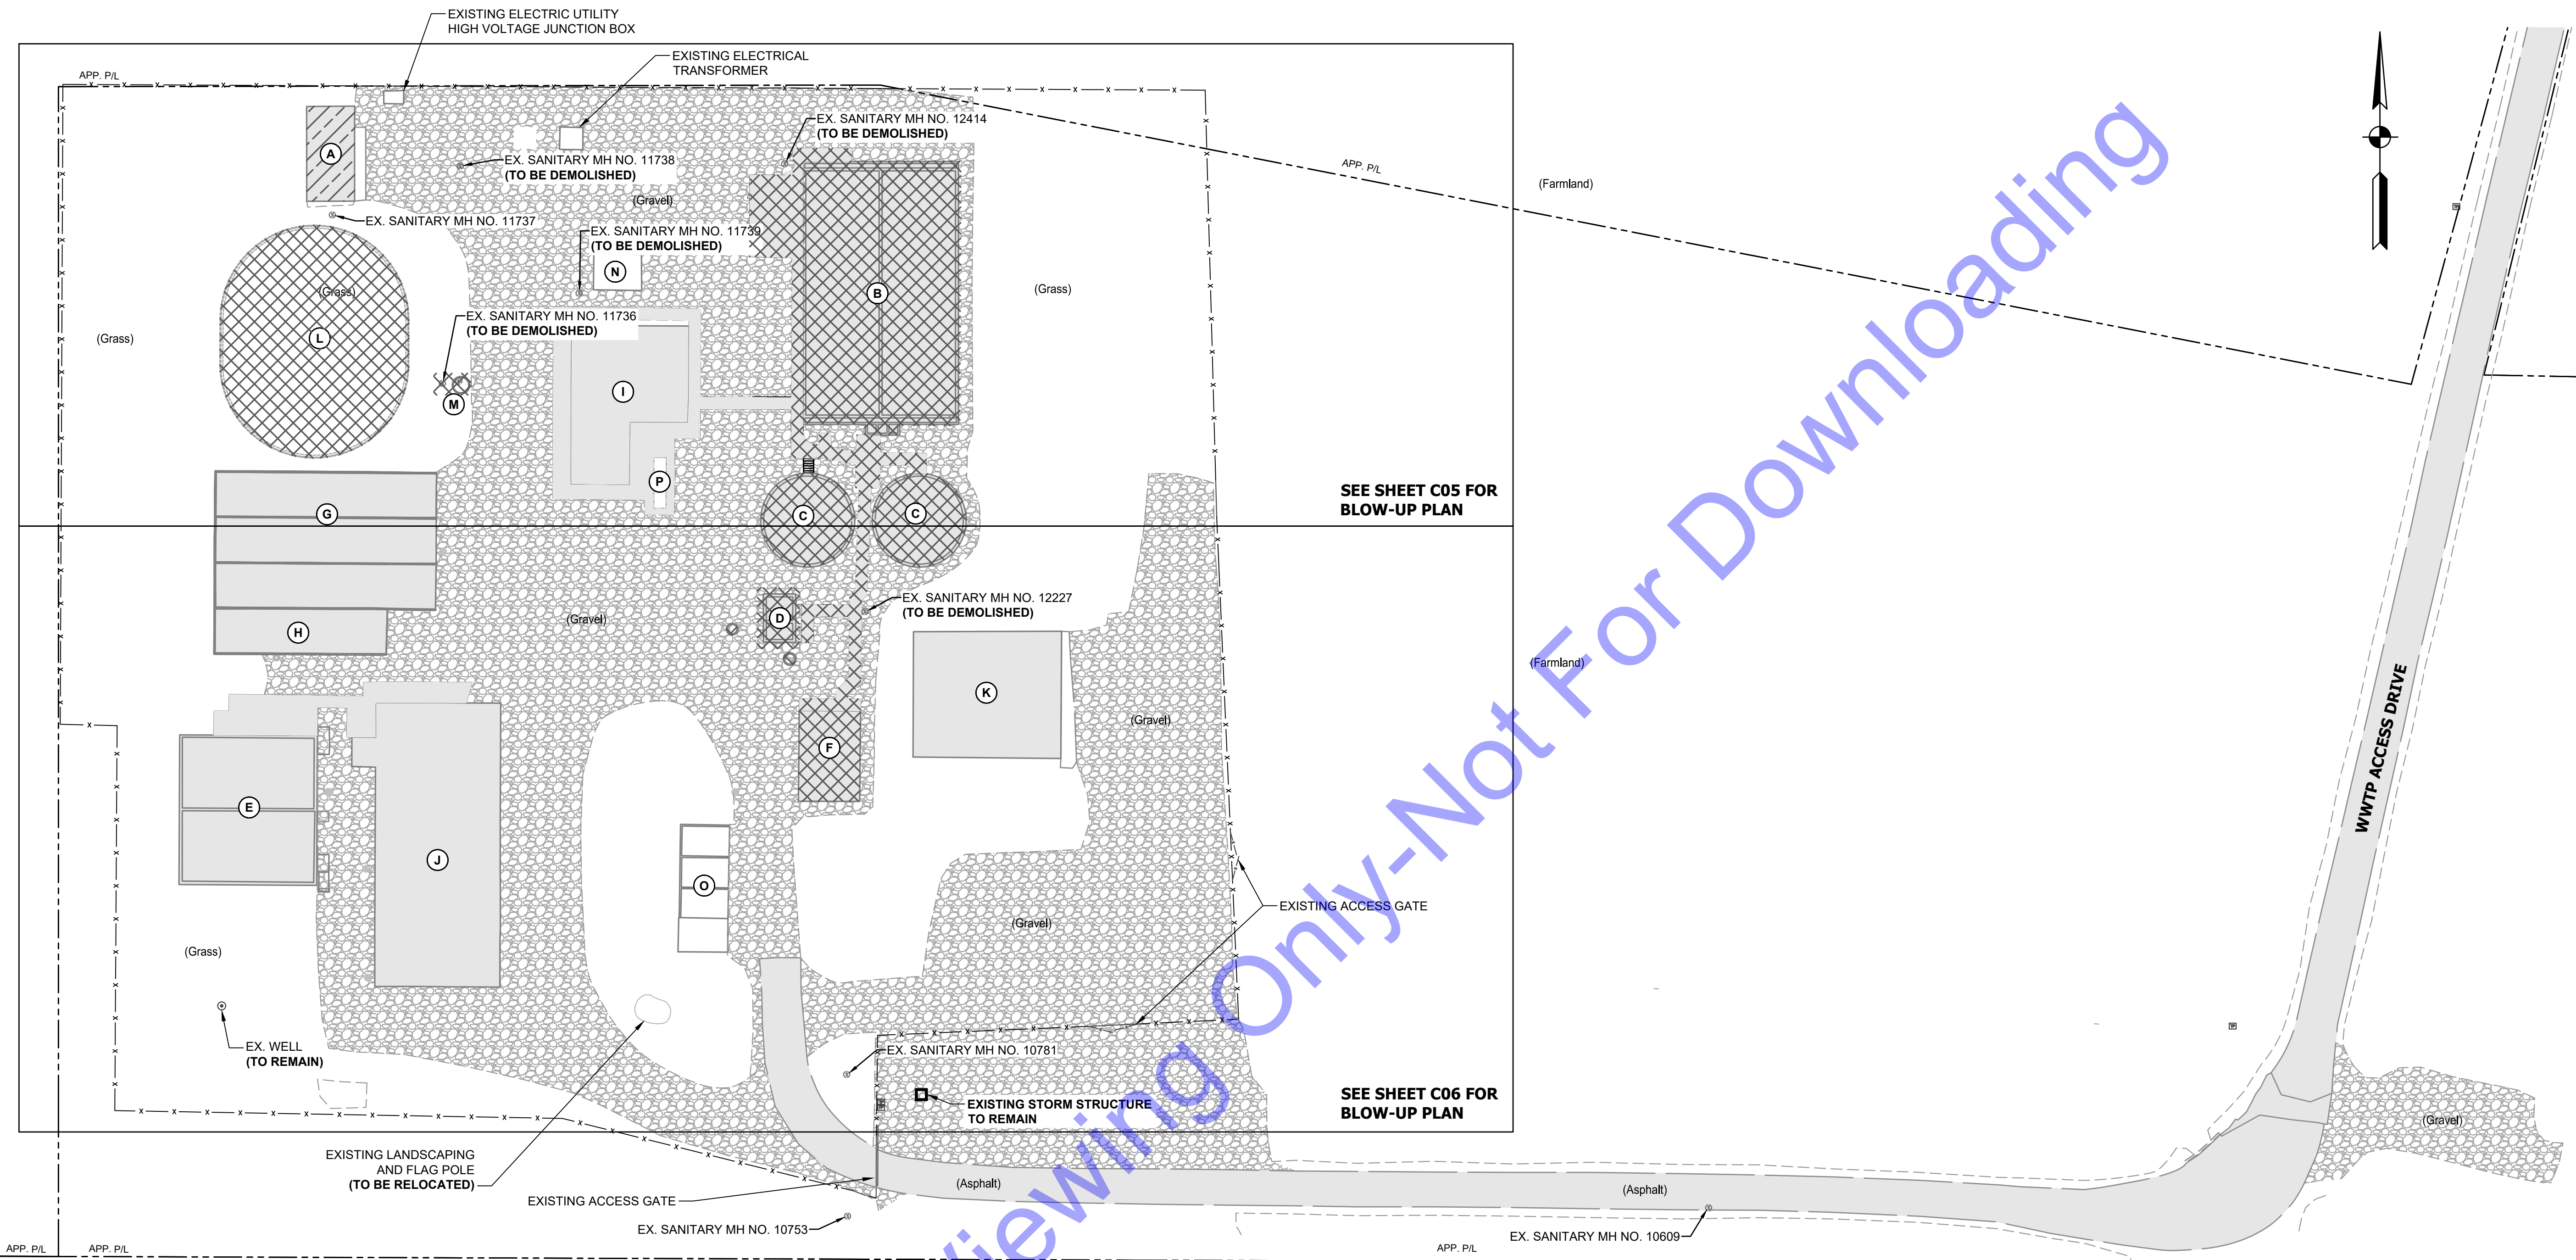 EXISTING ELECTRIC UTILITY
HIGH VOLTAGE JUNCTION BOX
EXISTING ELECTRICAL
TRANSFORMER
APP. P/L
EX. SANITARY MH NO. 12414
(TO BE DEMOLISHED)
A
EX. SANITARY MH NO. 11738
(TO BE DEMOLISHED)
APP. P/L
(Farmland)
(Gravel)
EX. SANITARY MH NO. 11737
EX. SANITARY MH NO. 11739
(TO BE DEMOLISHED)
N
B
(Grass)
(Grass)
EX. SANITARY MH NO. 11736
(TO BE DEMOLISHED)
(Grass)
L
I
M
P
G
C
C
SEE SHEET C05 FOR
BLOW-UP PLAN
EX. SANITARY MH NO. 12227
(TO BE DEMOLISHED)
D
(Gravel)
H
(Farmland)
K
(Gravel)
F
WWTP ACCESS DRIVE
E
J
O
EXISTING ACCESS GATE
(Gravel)
(Grass)
EX. WELL
(TO REMAIN)
EX. SANITARY MH NO. 10781
EXISTING STORM STRUCTURE
TO REMAIN
SEE SHEET C06 FOR
BLOW-UP PLAN
(Gravel)
EXISTING LANDSCAPING
AND FLAG POLE
(TO BE RELOCATED)
(Asphalt)
(Asphalt)
EXISTING ACCESS GATE
EX. SANITARY MH NO. 10753
EX. SANITARY MH NO. 10609
APP. P/L
APP. P/L
APP. P/L
Viewing Only-Not For Downloading